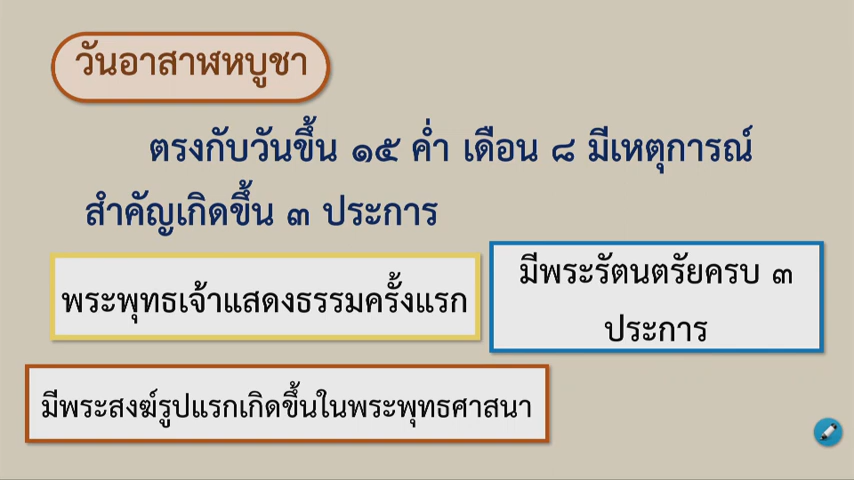 วันอาสาฬหบูชา
ตรงกับวันขึ้น ๑๕ ค่ำ เดือน ๘ มีเหตุการณ์
สำคัญเกิดขึ้น ๓ ประการ
พระพุทธเจ้าแสดงธรรมครั้งแรก
มีพระรัตนตรัยครบ ๓
ประการ
มีพระสงฆ์รูปแรกเกิดขึ้นในพระพุทธศาสนา